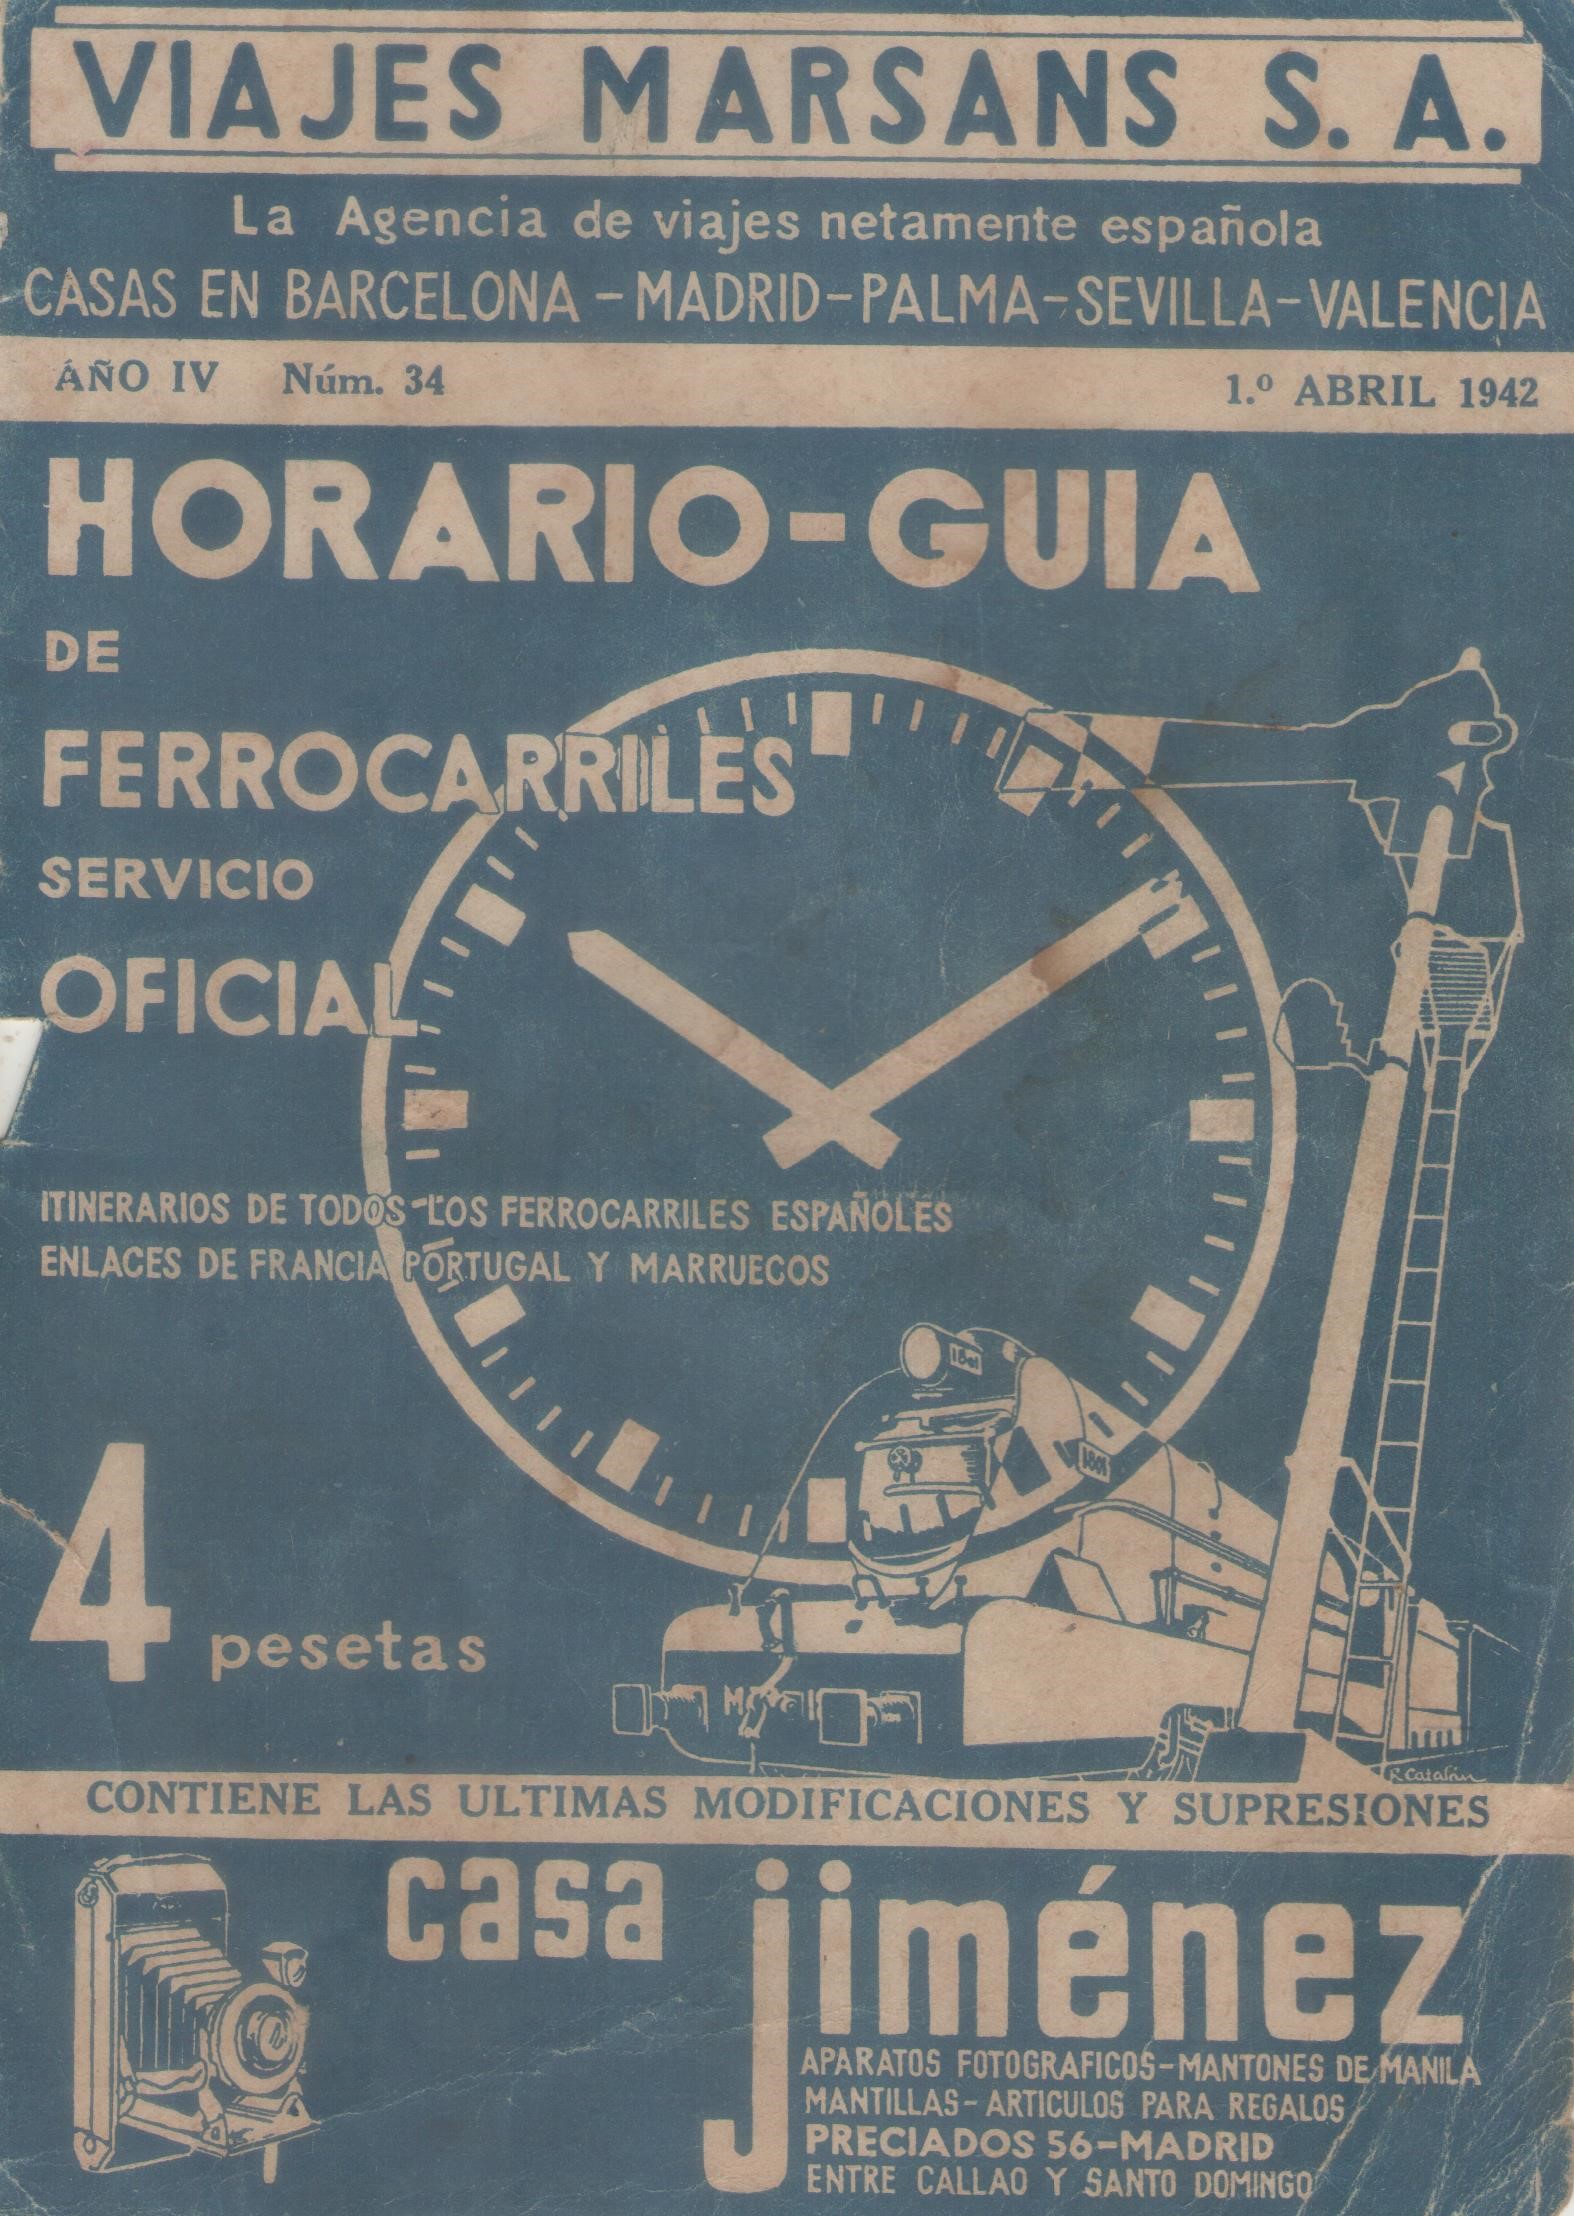 VIAJES MARSANS S. A.
La Agencia de viajes netamente española
CASAS EN BARCELONA - MADRID - PALMA - SEVILLA - VALENCIA
AÑO IV Núm. 34 1.º ABRIL 1942
HORARIO-GUIA
DE
FERROCARRILES
SERVICIO
OFICIAL
ITINERARIOS DE TODOS LOS FERROCARRILES ESPAÑOLES
ENLACES DE FRANCIA PORTUGAL Y MARRUECOS
1801
1801
4 pesetas
R. Catalán
CONTIENE LAS ULTIMAS MODIFICACIONES Y SUPRESIONES
casa jiménez
APARATOS FOTOGRAFICOS - MANTONES DE MANILA
MANTILLAS - ARTICULOS PARA REGALOS
PRECIADOS 56 - MADRID
ENTRE CALLAO Y SANTO DOMINGO